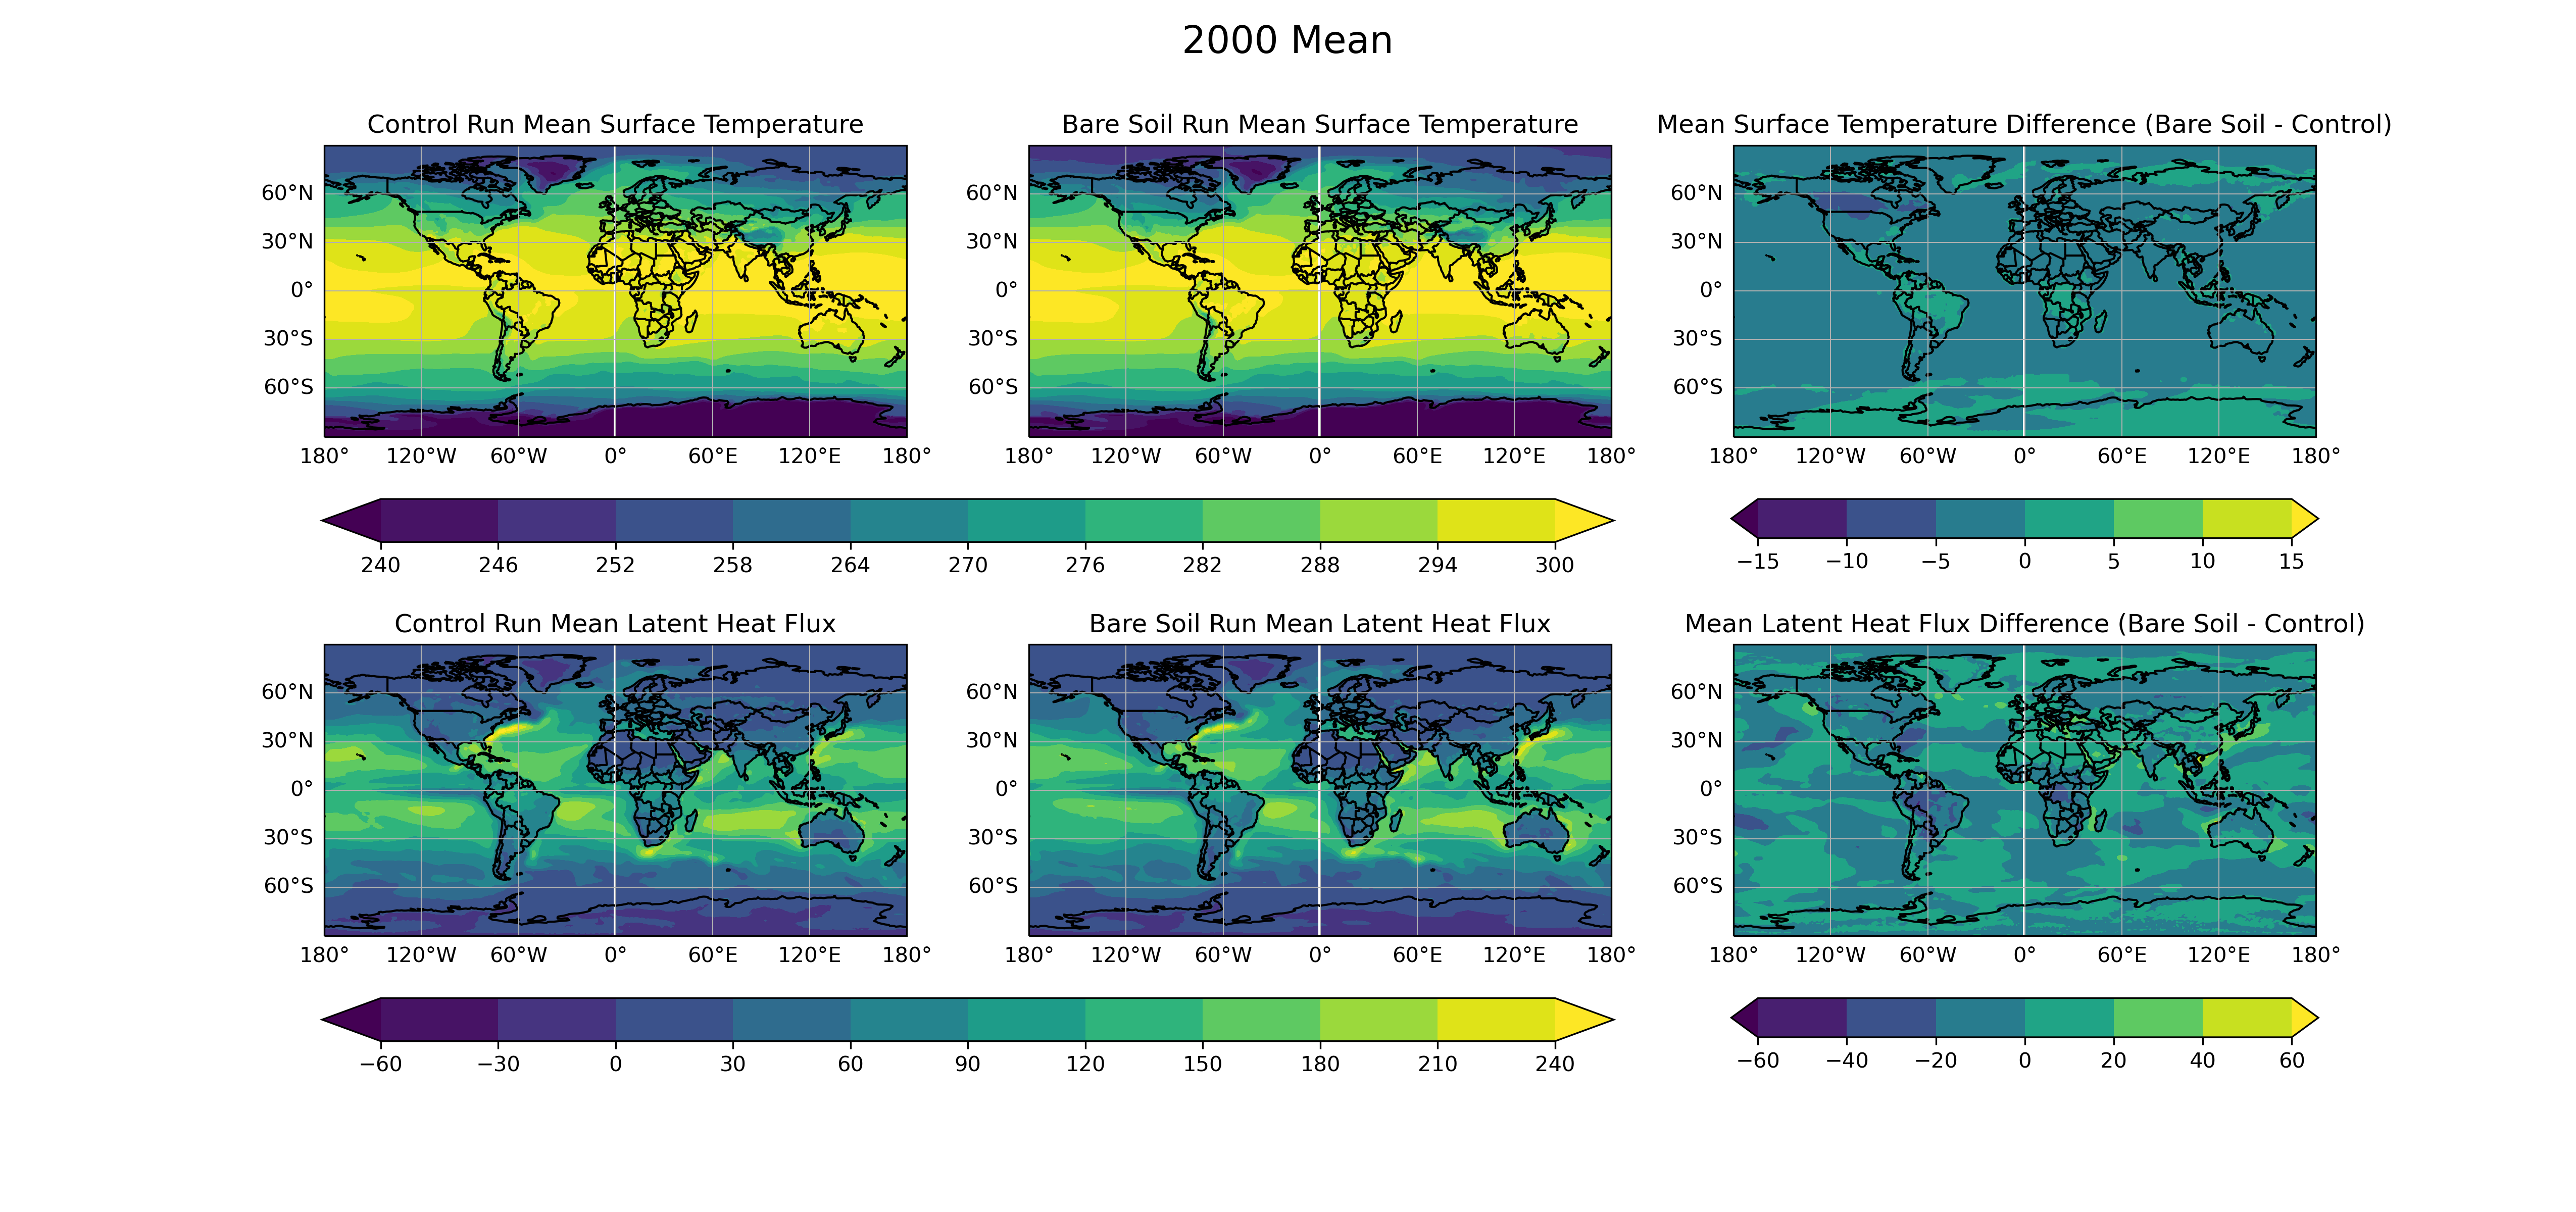 2000 Mean
Control Run Mean Surface Temperature
Bare Soil Run Mean Surface Temperature
Mean Surface Temperature Difference (Bare Soil - Control)
60°N
30°N
0°
30°S
60°S
180° 120°W 60°W 0° 60°E 120°E 180°
60°N
30°N
0°
30°S
60°S
180° 120°W 60°W 0° 60°E 120°E 180°
60°N
30°N
0°
30°S
60°S
180° 120°W 60°W 0° 60°E 120°E 180°
240 246 252 258 264 270 276 282 288 294 300
−15 −10 −5 0 5 10 15
Control Run Mean Latent Heat Flux
Bare Soil Run Mean Latent Heat Flux
Mean Latent Heat Flux Difference (Bare Soil - Control)
60°N
30°N
0°
30°S
60°S
180° 120°W 60°W 0° 60°E 120°E 180°
60°N
30°N
0°
30°S
60°S
180° 120°W 60°W 0° 60°E 120°E 180°
60°N
30°N
0°
30°S
60°S
180° 120°W 60°W 0° 60°E 120°E 180°
−60 −30 0 30 60 90 120 150 180 210 240
−60 −40 −20 0 20 40 60